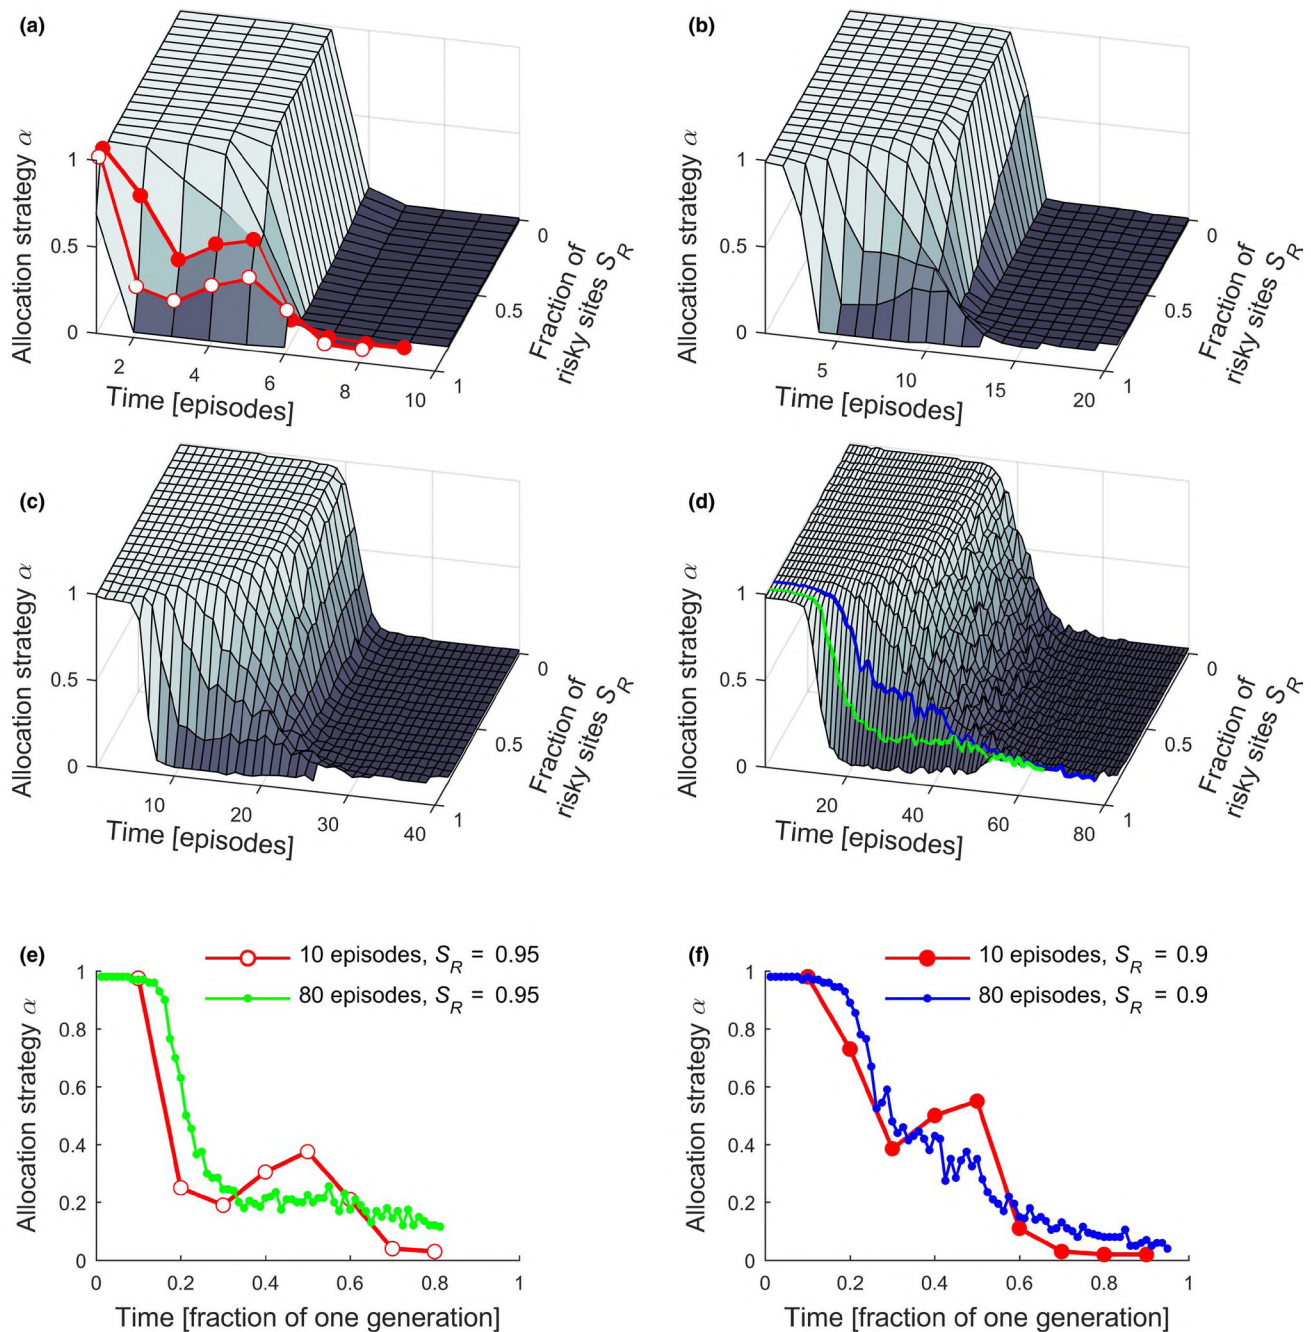 (a)
Allocation strategy α
1
0.5
0
2
4
6
8
10
Time [episodes]
0
0.5
1
Fraction of
risky sites S_R
(b)
Allocation strategy α
1
0.5
0
5
10
15
20
Time [episodes]
0
0.5
1
Fraction of
risky sites S_R
(c)
Allocation strategy α
1
0.5
0
10
20
30
40
Time [episodes]
0
0.5
1
Fraction of
risky sites S_R
(d)
Allocation strategy α
1
0.5
0
20
40
60
80
Time [episodes]
0
0.5
1
Fraction of
risky sites S_R
(e)
10 episodes, S_R = 0.95
80 episodes, S_R = 0.95
Allocation strategy α
1
0.8
0.6
0.4
0.2
0
0
0.2
0.4
0.6
0.8
1
Time [fraction of one generation]
(f)
10 episodes, S_R = 0.9
80 episodes, S_R = 0.9
Allocation strategy α
1
0.8
0.6
0.4
0.2
0
0
0.2
0.4
0.6
0.8
1
Time [fraction of one generation]